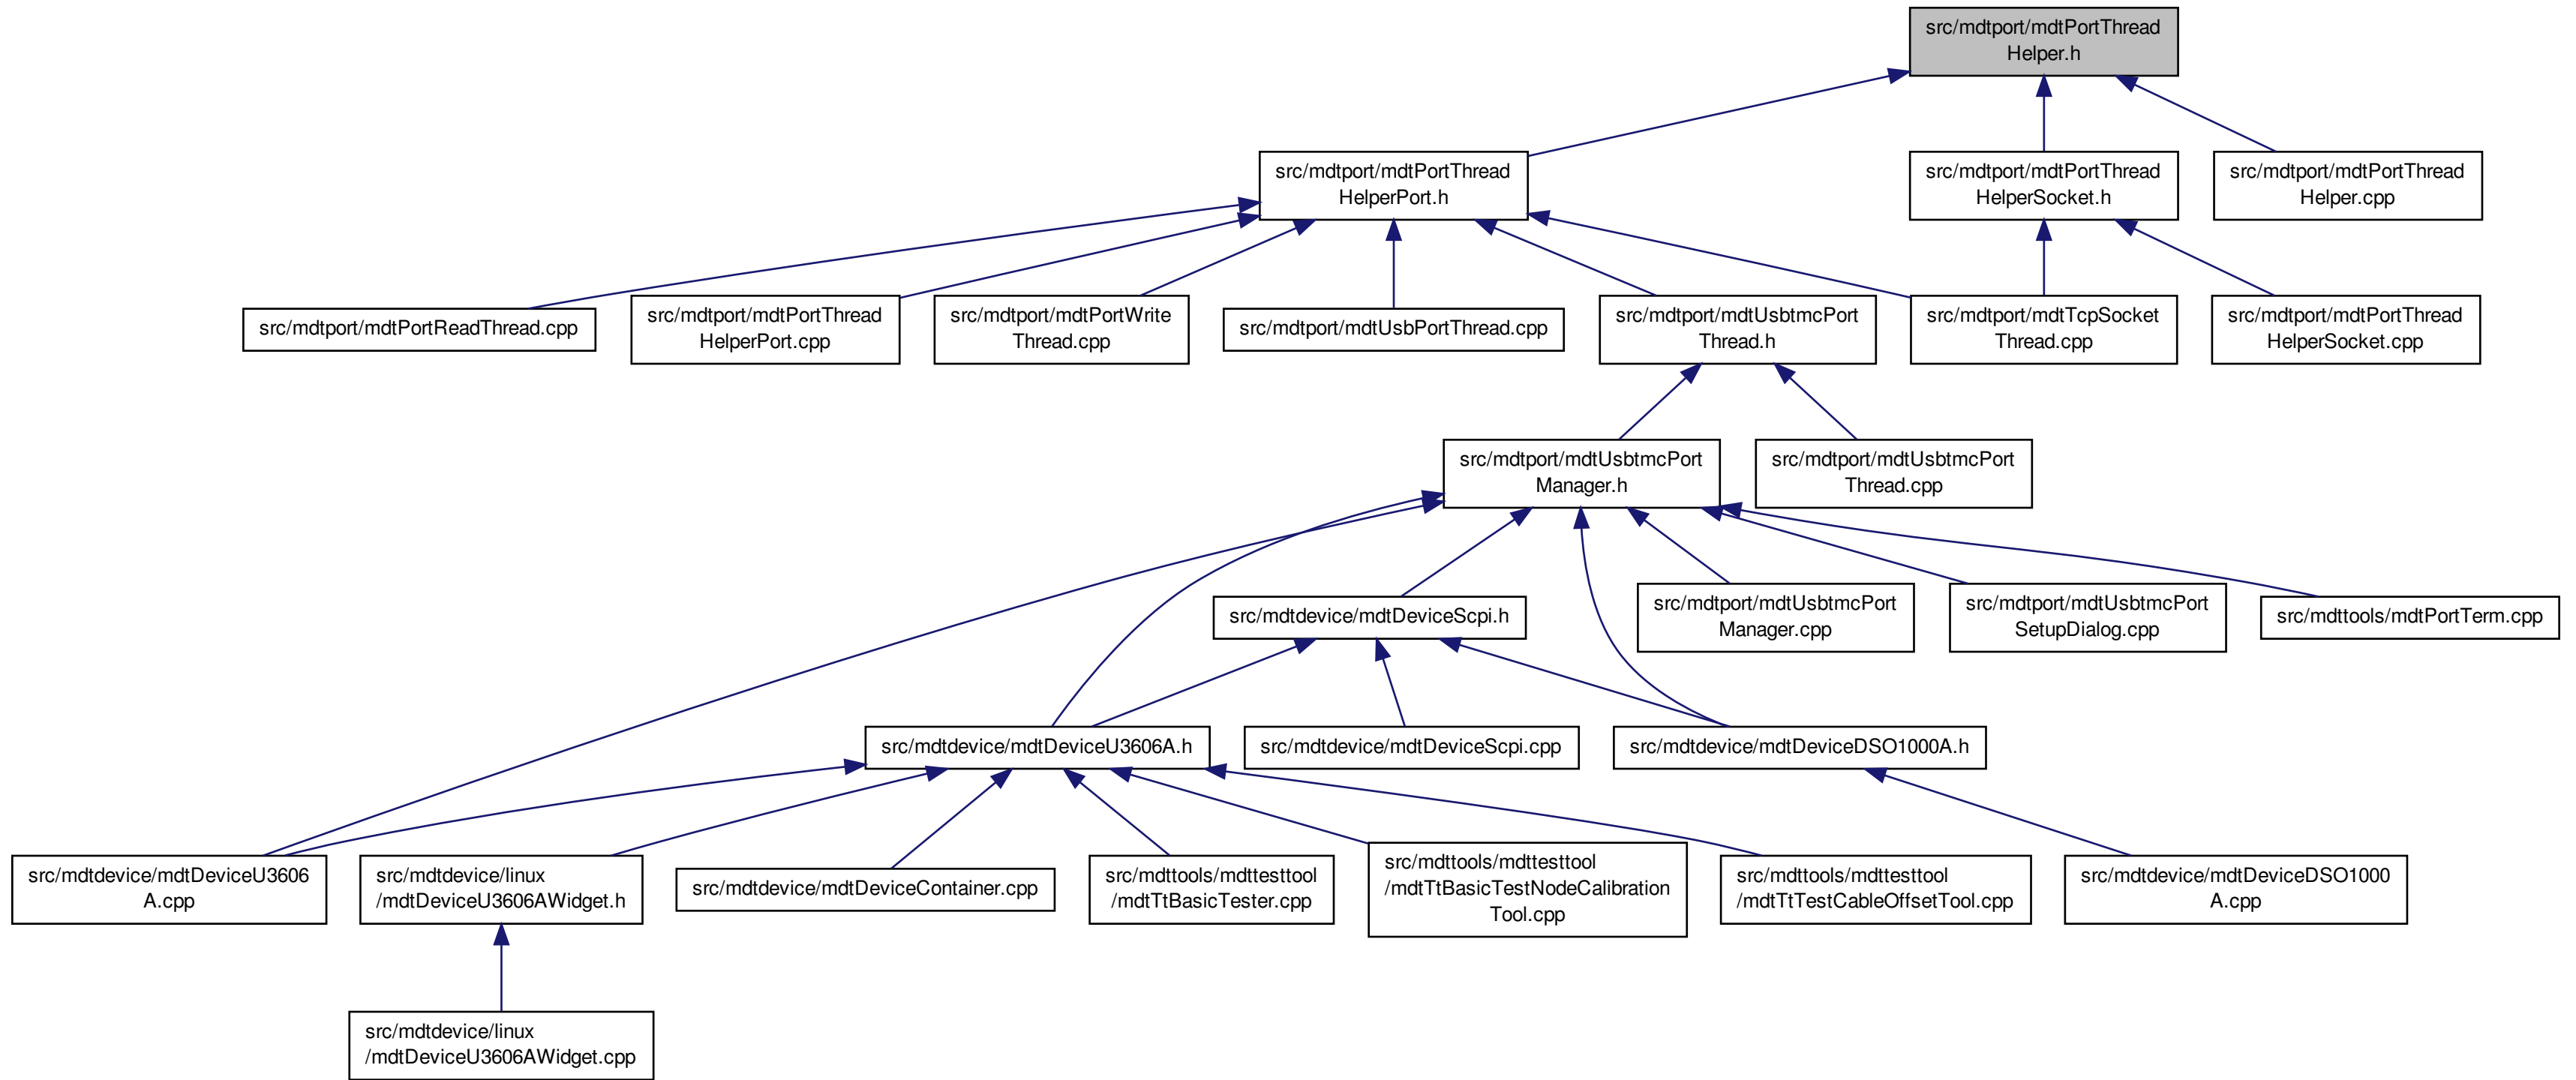 src/mdtport/mdtPortThread
Helper.h
src/mdtport/mdtPortThread
HelperPort.h
src/mdtport/mdtPortThread
HelperSocket.h
src/mdtport/mdtPortThread
Helper.cpp
src/mdtport/mdtPortReadThread.cpp
src/mdtport/mdtPortThread
HelperPort.cpp
src/mdtport/mdtPortWrite
Thread.cpp
src/mdtport/mdtUsbPortThread.cpp
src/mdtport/mdtUsbtmcPort
Thread.h
src/mdtport/mdtTcpSocket
Thread.cpp
src/mdtport/mdtPortThread
HelperSocket.cpp
src/mdtport/mdtUsbtmcPort
Manager.h
src/mdtport/mdtUsbtmcPort
Thread.cpp
src/mdtdevice/mdtDeviceScpi.h
src/mdtport/mdtUsbtmcPort
Manager.cpp
src/mdtport/mdtUsbtmcPort
SetupDialog.cpp
src/mdttools/mdtPortTerm.cpp
src/mdtdevice/mdtDeviceU3606A.h
src/mdtdevice/mdtDeviceScpi.cpp
src/mdtdevice/mdtDeviceDSO1000A.h
src/mdtdevice/mdtDeviceU3606
A.cpp
src/mdtdevice/linux
/mdtDeviceU3606AWidget.h
src/mdtdevice/mdtDeviceContainer.cpp
src/mdttools/mdttesttool
/mdtTtBasicTester.cpp
src/mdttools/mdttesttool
/mdtTtBasicTestNodeCalibration
Tool.cpp
src/mdttools/mdttesttool
/mdtTtTestCableOffsetTool.cpp
src/mdtdevice/mdtDeviceDSO1000
A.cpp
src/mdtdevice/linux
/mdtDeviceU3606AWidget.cpp